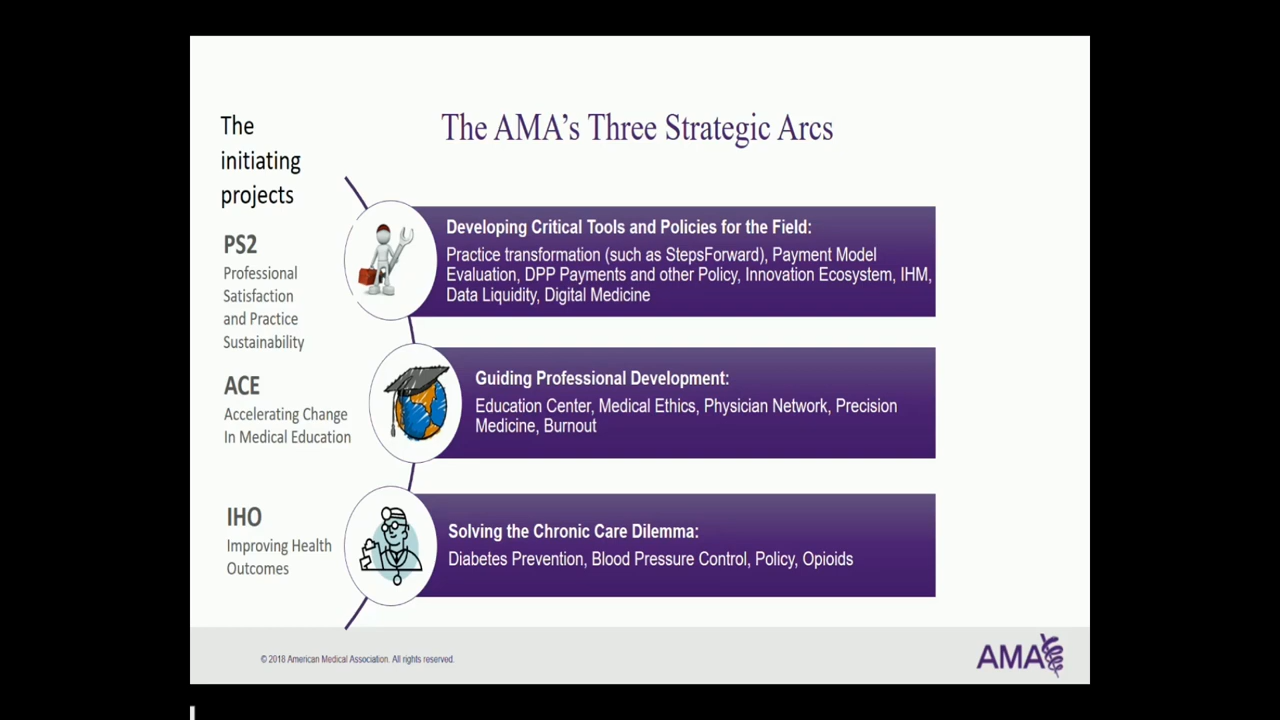 The AMA's Three Strategic Arcs
The
initiating
projects
PS2
Professional
Satisfaction
and Practice
Sustainability
Developing Critical Tools and Policies for the Field:
Practice transformation (such as StepsForward), Payment Model
Evaluation, DPP Payments and other Policy, Innovation Ecosystem, IHM,
Data Liquidity, Digital Medicine
ACE
Accelerating Change
In Medical Education
Guiding Professional Development:
Education Center, Medical Ethics, Physician Network, Precision
Medicine, Burnout
IHO
Improving Health
Outcomes
Solving the Chronic Care Dilemma:
Diabetes Prevention, Blood Pressure Control, Policy, Opioids
© 2018 American Medical Association. All rights reserved.
AMA